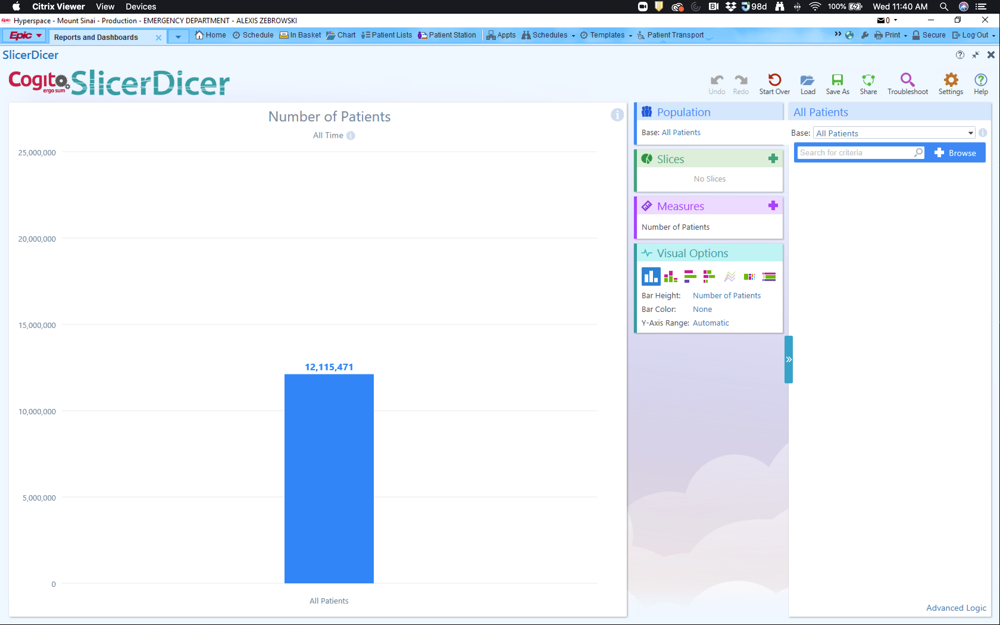 Citrix Viewer View Devices 98d 100% Wed 11:40 AM
Epic Hyperspace - Mount Sinai - Production - EMERGENCY DEPARTMENT - ALEXIS ZEBROWSKI 0
Epic Reports and Dashboards Home Schedule In Basket Chart Patient Lists Patient Station Appts Schedules Templates Patient Transport Print Secure Log Out
SlicerDicer
Cogito ergo sum SlicerDicer
Undo Redo Start Over Load Save As Share Troubleshoot Settings Help
Number of Patients
All Time
25,000,000
20,000,000
15,000,000
12,115,471
10,000,000
5,000,000
0
All Patients
Population
Base: All Patients
Slices
No Slices
Measures
Number of Patients
Visual Options
Bar Height: Number of Patients
Bar Color: None
Y-Axis Range: Automatic
All Patients
Base: All Patients
Search for criteria Browse
Advanced Logic